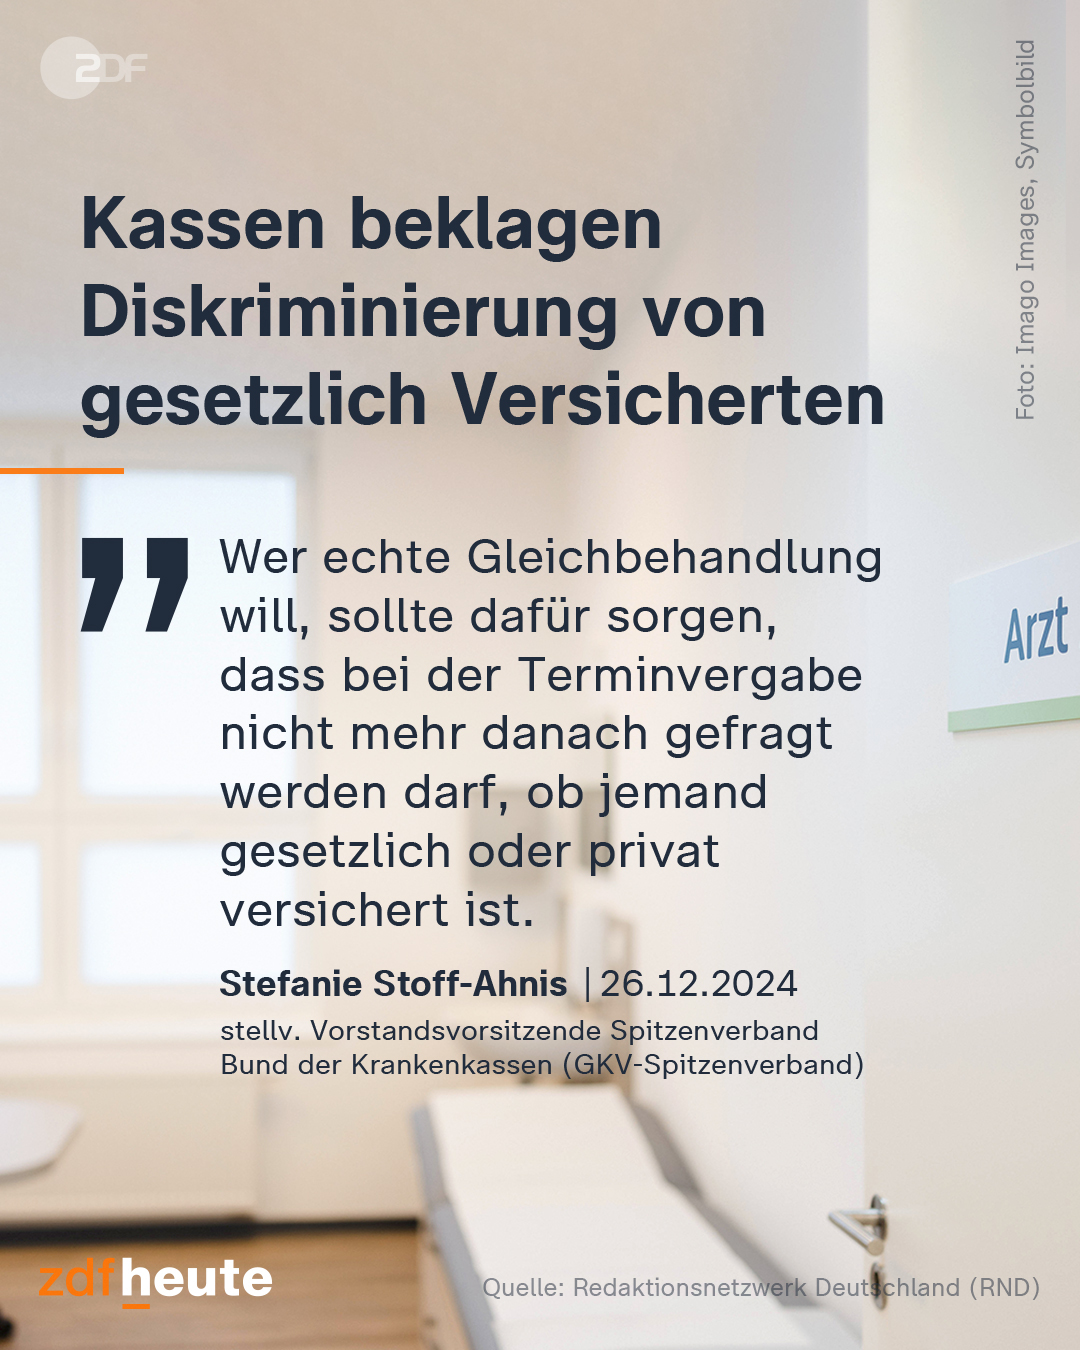 ZDF
Foto: Imago Images, Symbolbild
Kassen beklagen
Diskriminierung von
gesetzlich Versicherten
”
Wer echte Gleichbehandlung
will, sollte dafür sorgen,
dass bei der Terminvergabe
nicht mehr danach gefragt
werden darf, ob jemand
gesetzlich oder privat
versichert ist.
Stefanie Stoff-Ahnis | 26.12.2024
stellv. Vorstandsvorsitzende Spitzenverband
Bund der Krankenkassen (GKV-Spitzenverband)
Arzt
zdfheute
Quelle: Redaktionsnetzwerk Deutschland (RND)